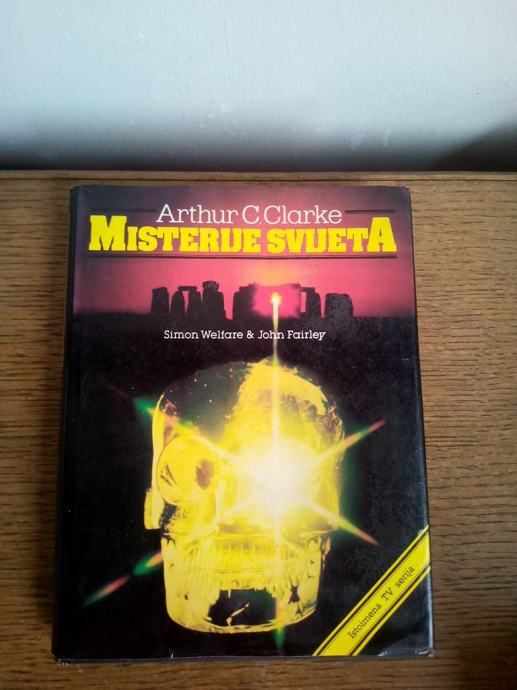 Arthur C. Clarke
MISTERIJE SVIJETA
Simon Welfare & John Fairley
Istoimena TV serija